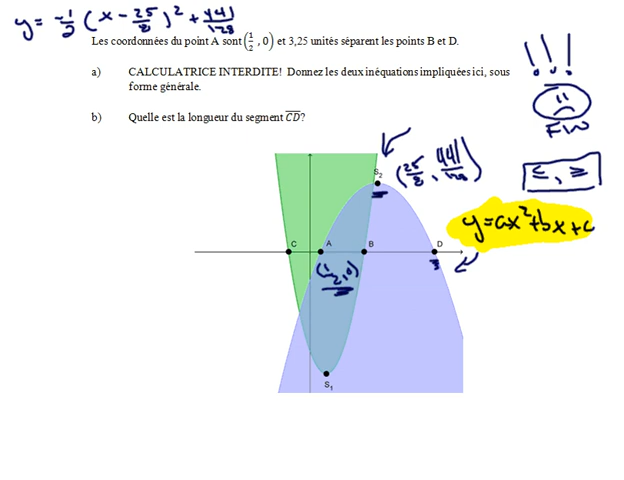 y = -1/2 (x - 25/8)² + 441/128
Les coordonnées du point A sont (1/2 , 0) et 3,25 unités séparent les points B et D.
a) CALCULATRICE INTERDITE! Donnez les deux inéquations impliquées ici, sous
forme générale.
b) Quelle est la longueur du segment C̅D̅?
!!!
FW
≤, ≥
S₂
(25/8, 441/128)
y=ax²+bx+c
C A B D
(1/2,0)
S₁